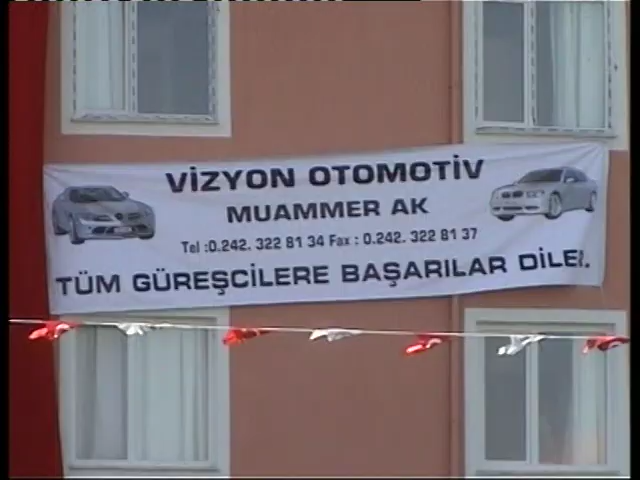 VİZYON OTOMOTİV
MUAMMER AK
Tel :0.242. 322 81 34 Fax : 0.242. 322 81 37
TÜM GÜREŞCİLERE BAŞARILAR DİLER.